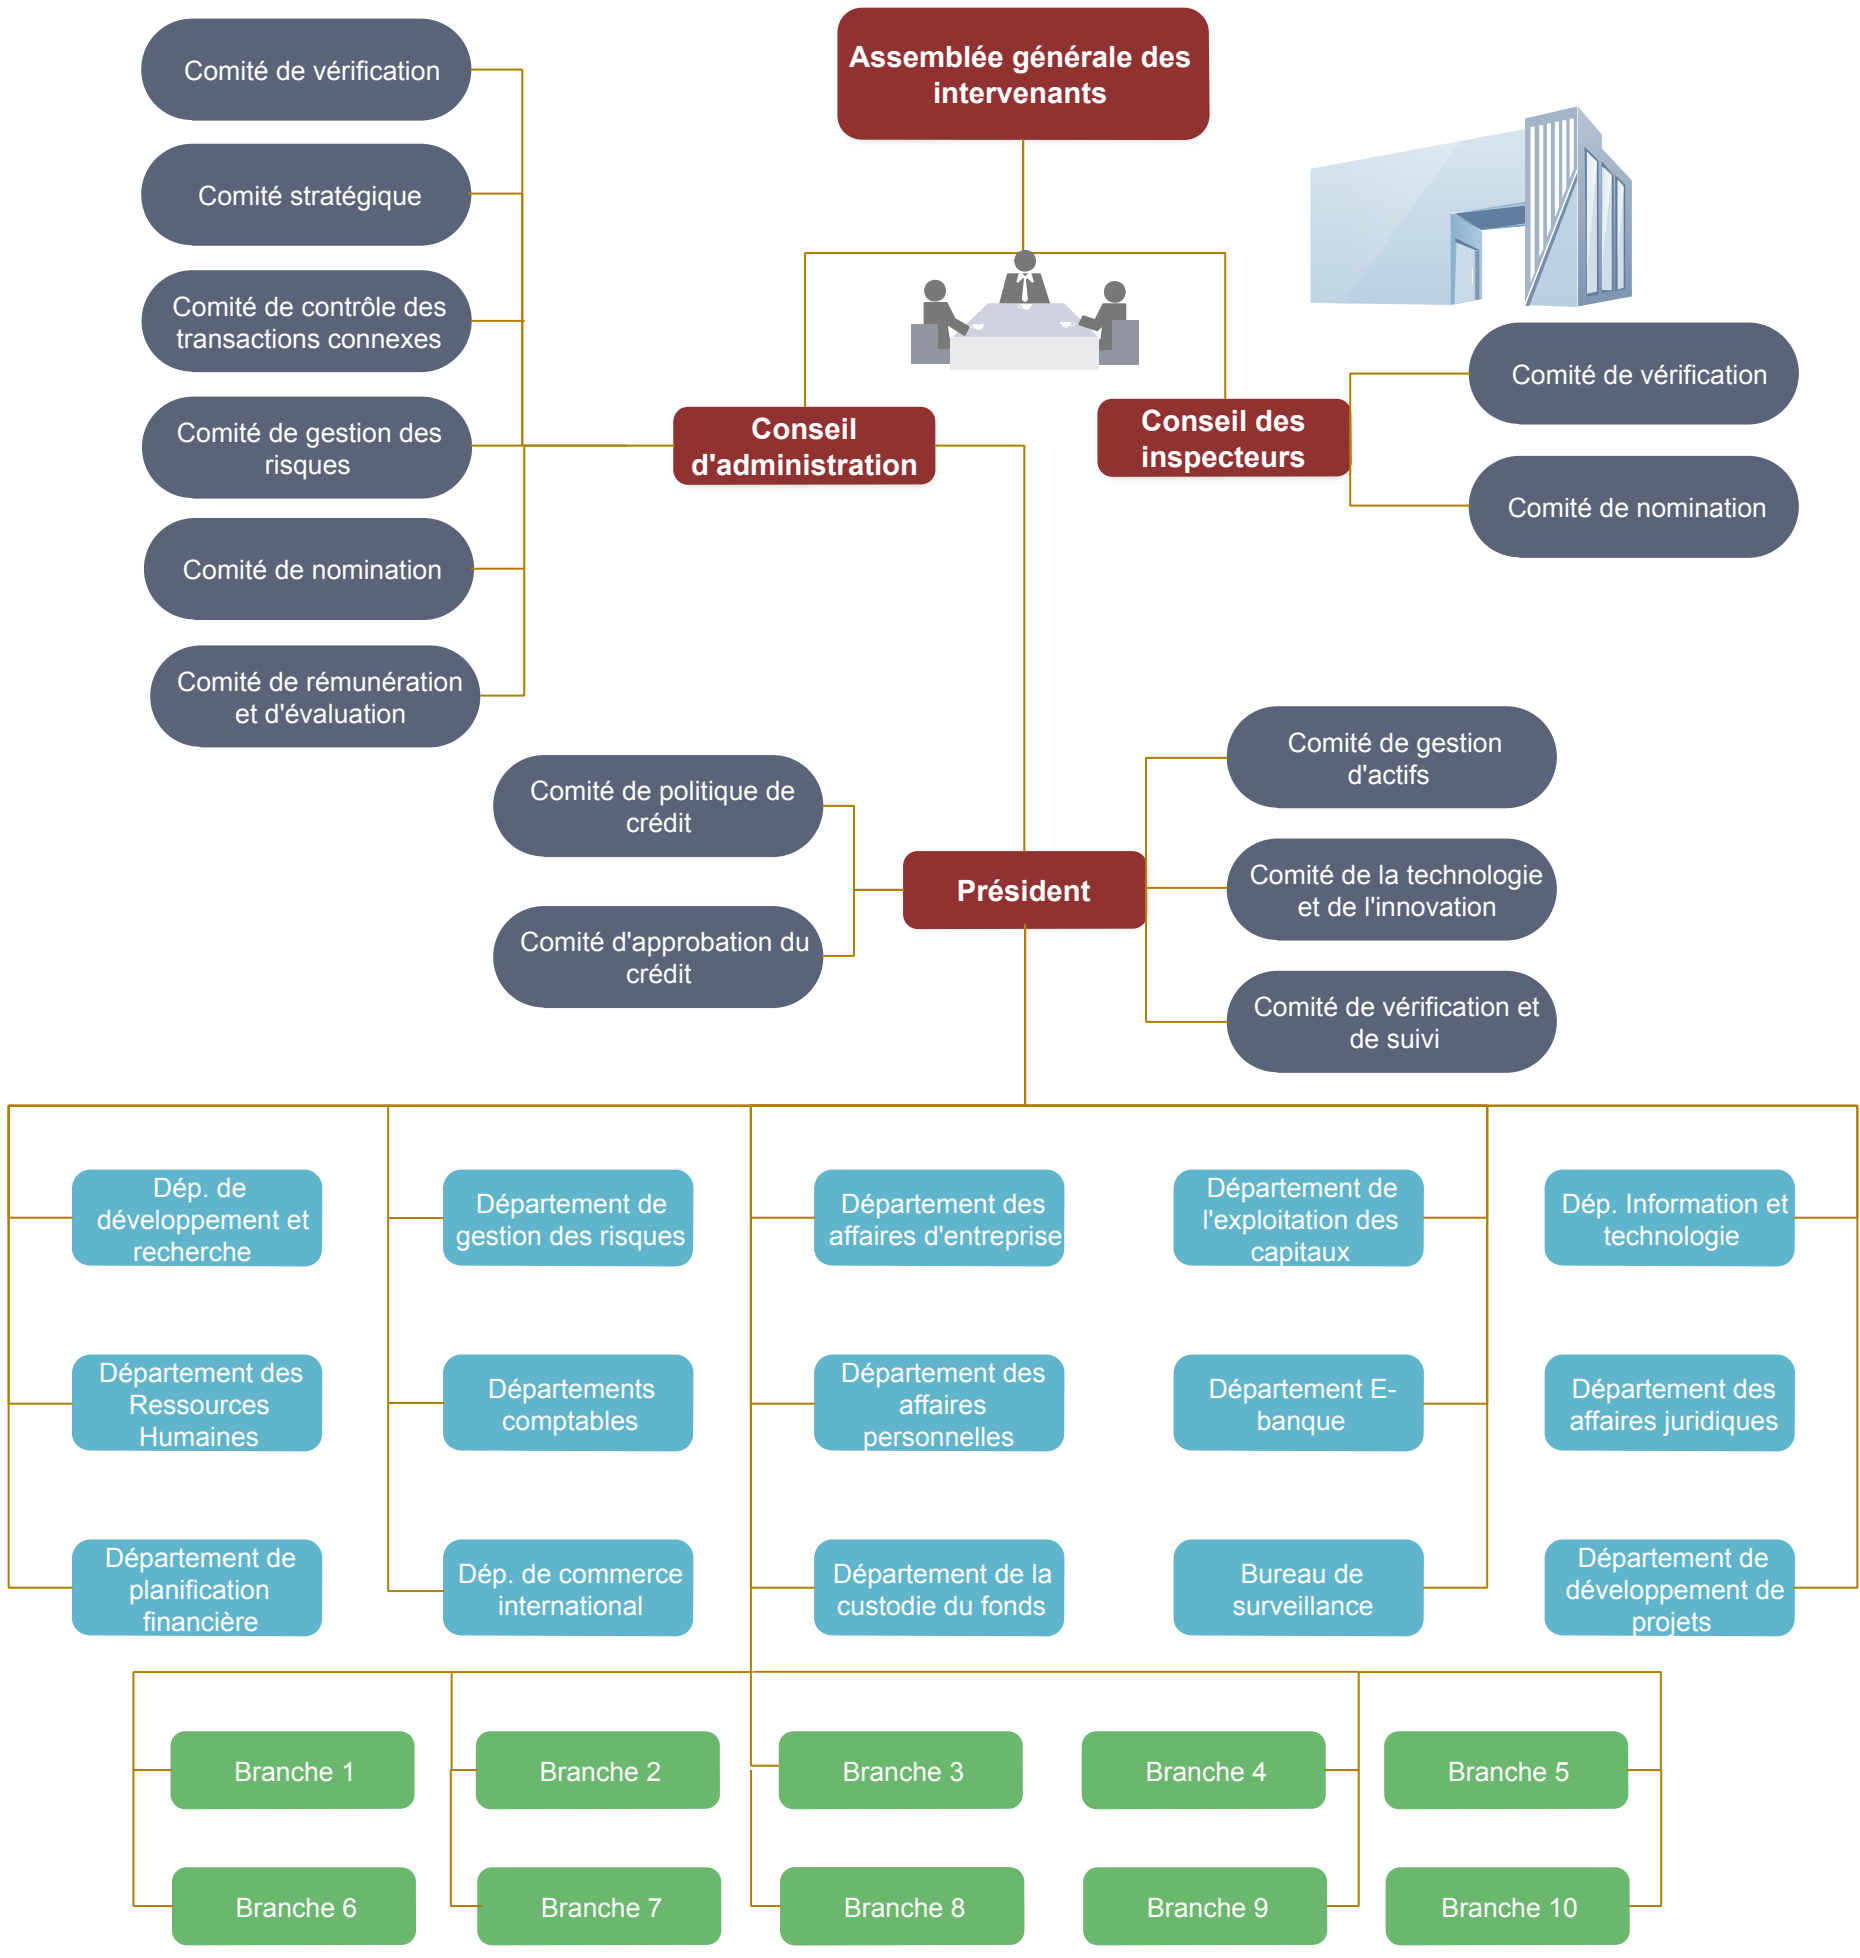 Assemblée générale des
intervenants
Comité de vérification
Comité stratégique
Comité de contrôle des
transactions connexes
Comité de gestion des
risques
Comité de nomination
Comité de rémunération
et d'évaluation
Conseil
d'administration
Conseil des
inspecteurs
Comité de vérification
Comité de nomination
Comité de politique de
crédit
Comité d'approbation du
crédit
Président
Comité de gestion
d'actifs
Comité de la technologie
et de l'innovation
Comité de vérification et
de suivi
Dép. de
développement et
recherche
Département de
gestion des risques
Département des
affaires d'entreprise
Département de
l'exploitation des
capitaux
Dép. Information et
technologie
Département des
Ressources
Humaines
Départements
comptables
Département des
affaires
personnelles
Département E-
banque
Département des
affaires juridiques
Département de
planification
financière
Dép. de commerce
international
Département de la
custodie du fonds
Bureau de
surveillance
Département de
développement de
projets
Branche 1
Branche 2
Branche 3
Branche 4
Branche 5
Branche 6
Branche 7
Branche 8
Branche 9
Branche 10